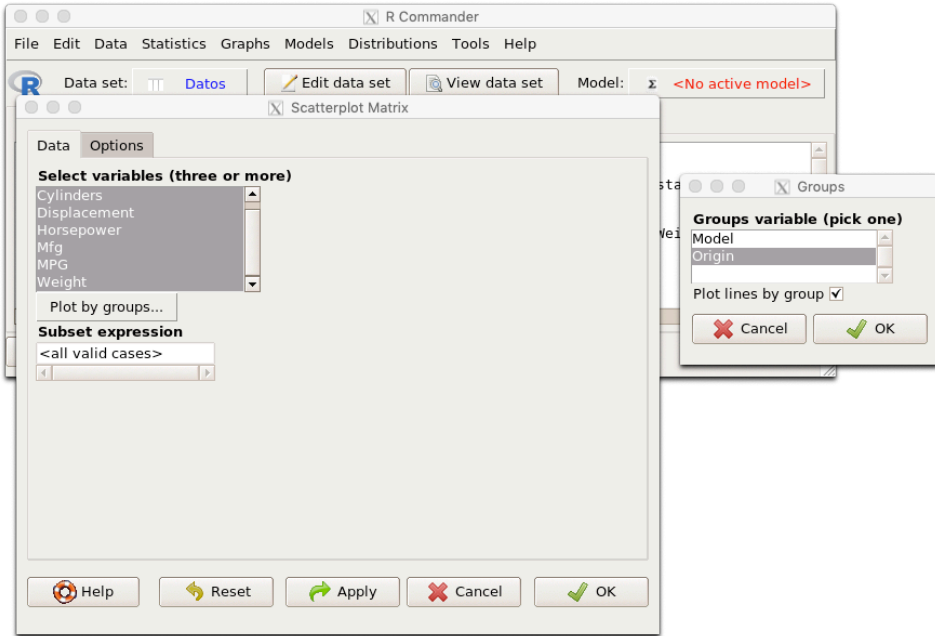 R Commander
File Edit Data Statistics Graphs Models Distributions Tools Help
R Data set: Datos Edit data set View data set Model: Σ <No active model>
Scatterplot Matrix
Data Options
Select variables (three or more)
Cylinders
Displacement
Horsepower
Mfg
MPG
Weight
Plot by groups...
Subset expression
<all valid cases>
Help Reset Apply Cancel OK
sta
Wei
Groups
Groups variable (pick one)
Model
Origin
Plot lines by group
Cancel OK